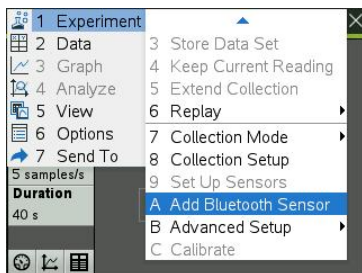 1 Experiment
2 Data
3 Graph
4 Analyze
5 View
6 Options
7 Send To
3 Store Data Set
4 Keep Current Reading
5 Extend Collection
6 Replay
7 Collection Mode
8 Collection Setup
9 Set Up Sensors
A Add Bluetooth Sensor
B Advanced Setup
C Calibrate
5 samples/s
Duration
40 s